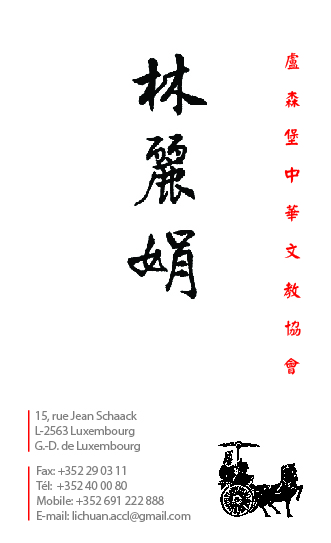 盧森堡中華文教協會
林麗娟
15, rue Jean Schaack
L-2563 Luxembourg
G.-D. de Luxembourg
Fax: +352 29 03 11
Tél:  +352 40 00 80
Mobile: +352 691 222 888
E-mail: lichuan.accl@gmail.com